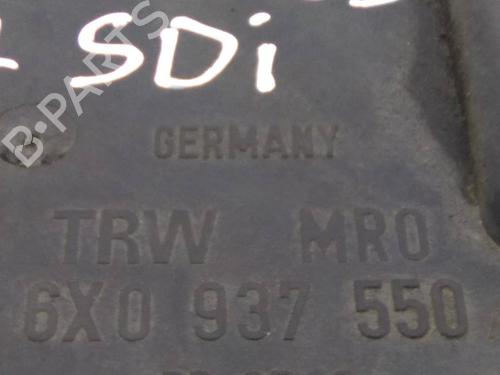 SDi
B-PARTS
GERMANY
TRW MRO
6X0 937 550